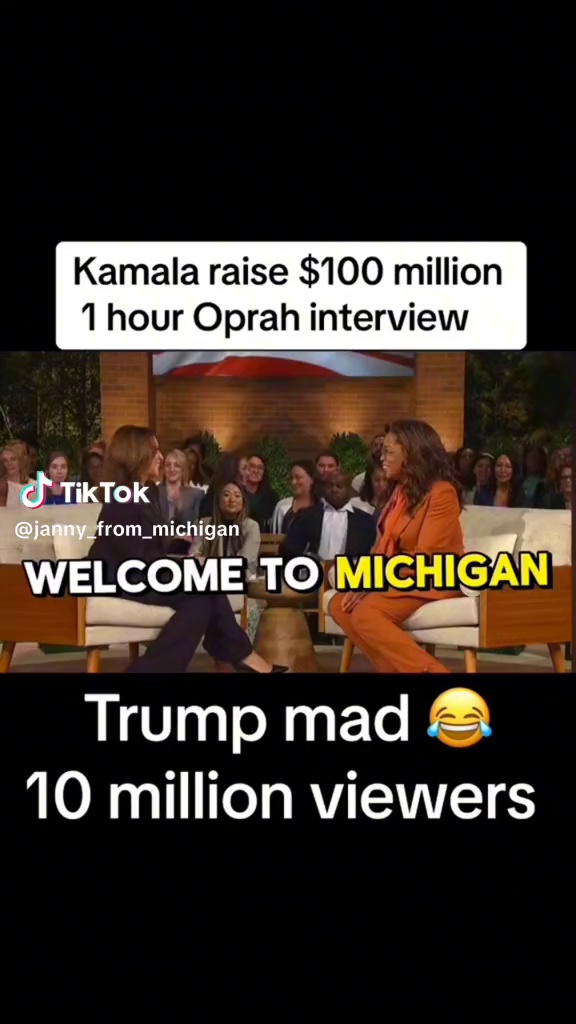 Kamala raise $100 million
1 hour Oprah interview
TikTok
@janny_from_michigan
WELCOME TO MICHIGAN
Trump mad 😂
10 million viewers